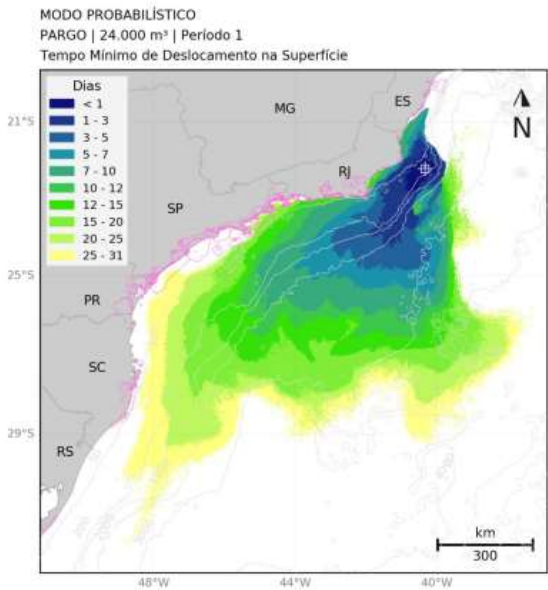 MODO PROBABILÍSTICO
PARGO | 24.000 m³ | Período 1
Tempo Mínimo de Deslocamento na Superfície
Dias
< 1
1 - 3
3 - 5
5 - 7
7 - 10
10 - 12
12 - 15
15 - 20
20 - 25
25 - 31
MG
ES
N
RJ
SP
PR
SC
RS
21°S
25°S
29°S
km
300
48°W
44°W
40°W